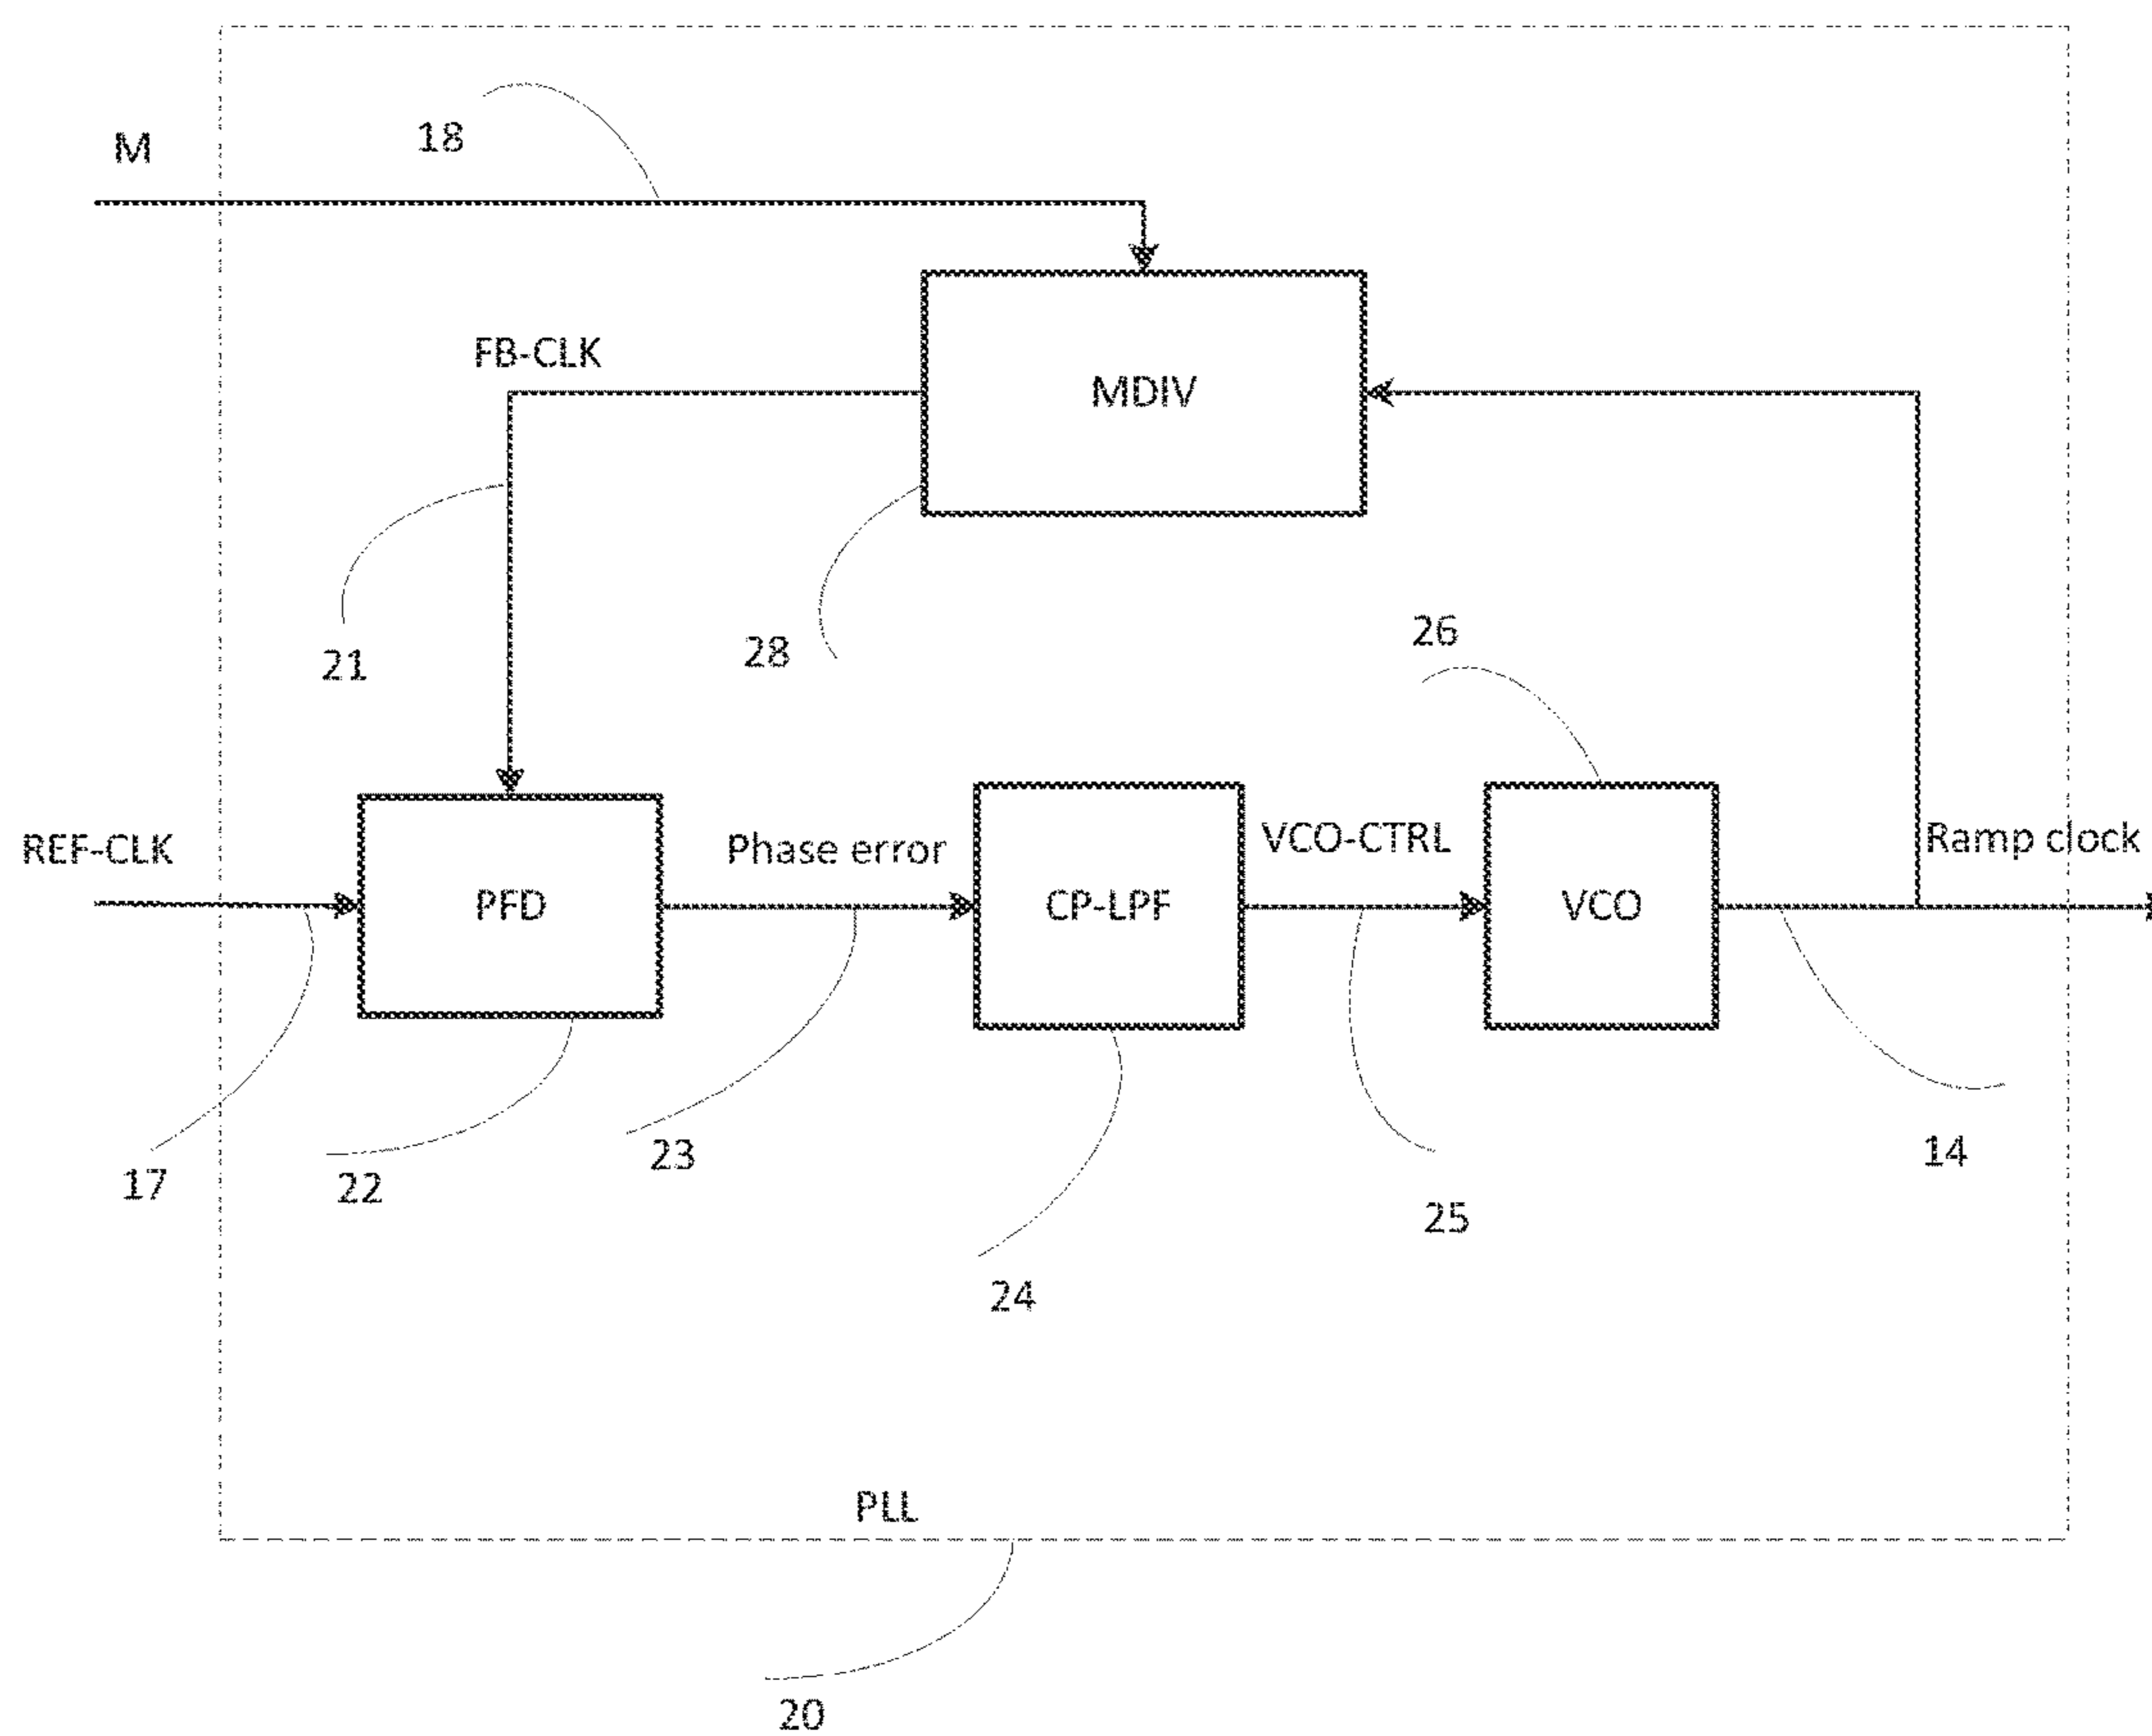 M
18
FB-CLK
MDIV
21
28
26
REF-CLK
PFD
Phase error
CP-LPF
VCO-CTRL
VCO
Ramp clock
17
22
23
24
25
14
PLL
20